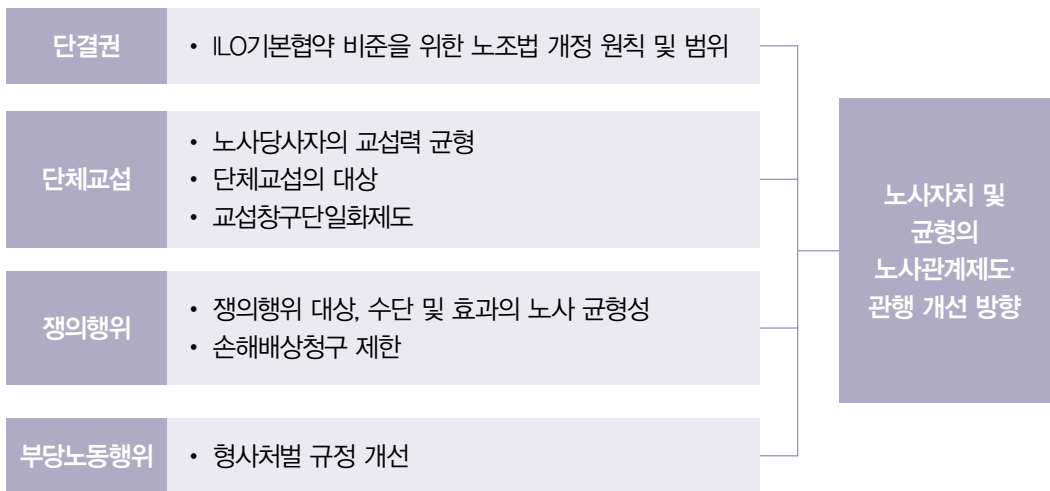 단결권
• ILO기본협약 비준을 위한 노조법 개정 원칙 및 범위
단체교섭
• 노사당사자의 교섭력 균형
• 단체교섭의 대상
• 교섭창구단일화제도
쟁의행위
• 쟁의행위 대상, 수단 및 효과의 노사 균형성
• 손해배상청구 제한
부당노동행위
• 형사처벌 규정 개선
노사자치 및
균형의
노사관계제도·
관행 개선 방향